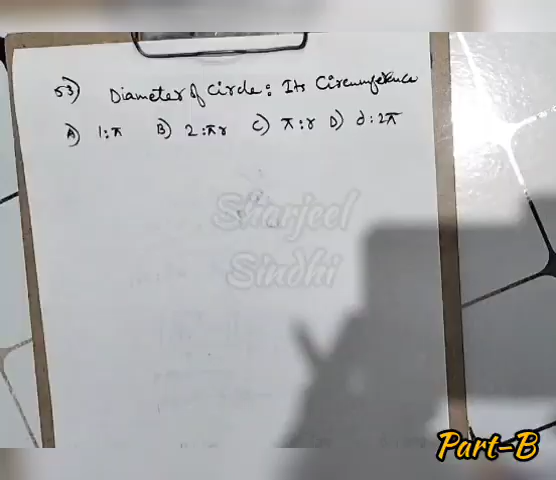 53) Diameter of Circle : Its Circumference
A) 1:π B) 2:πr C) π:r D) d:2π
Sharjeel
Sindhi
Part-B